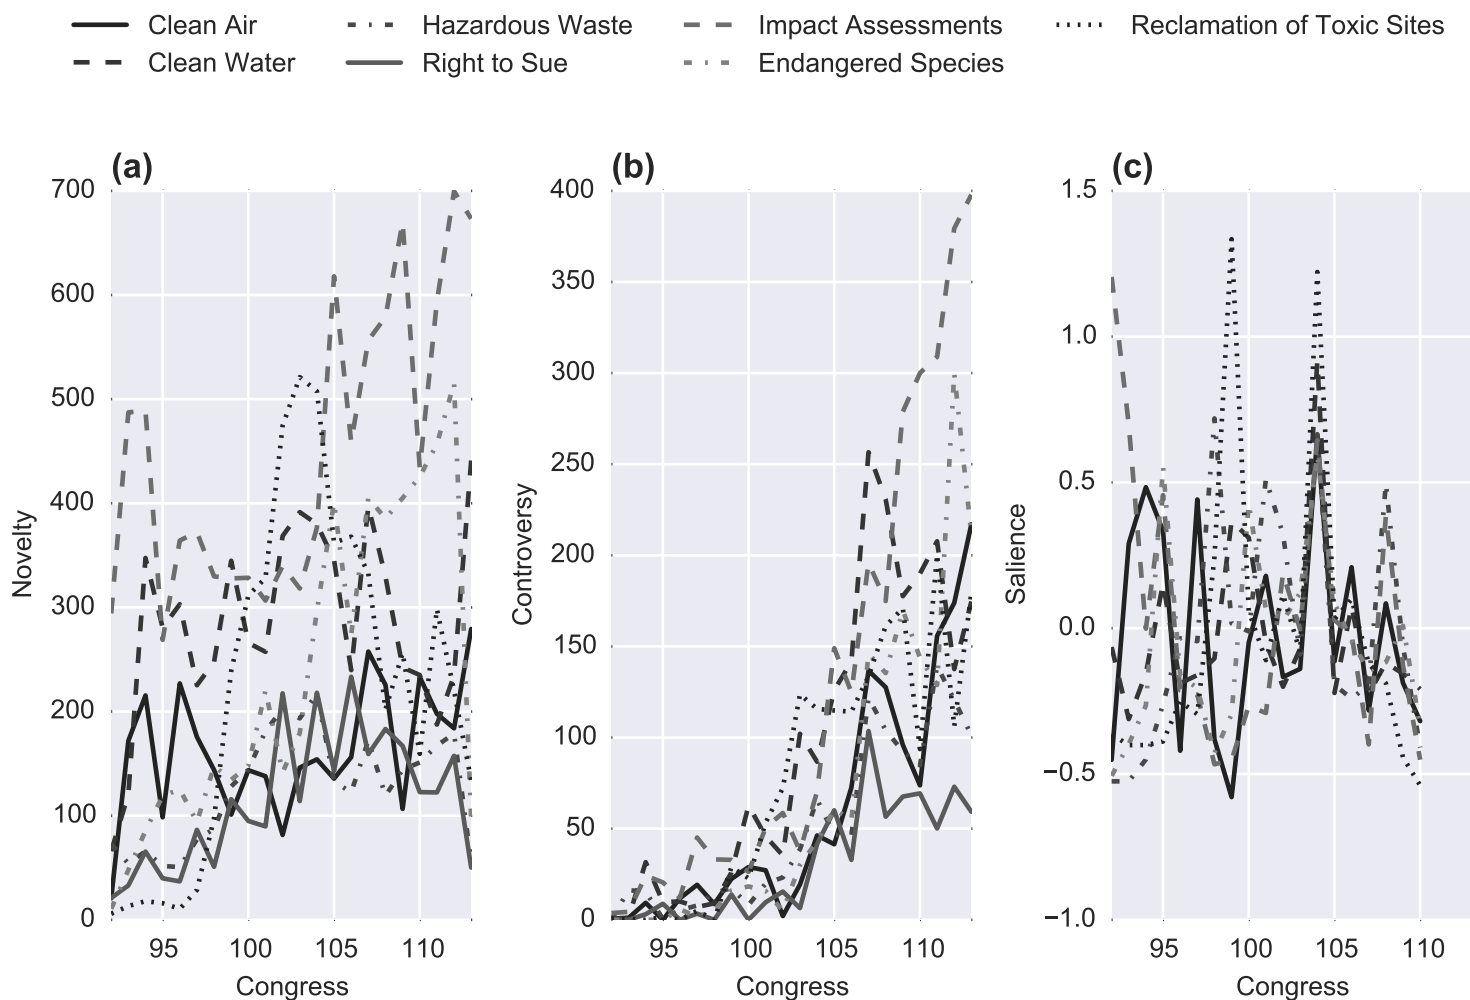 Clean Air Hazardous Waste Impact Assessments Reclamation of Toxic Sites
Clean Water Right to Sue Endangered Species
(a) (b) (c)
Novelty
700
600
500
400
300
200
100
0
95 100 105 110
Congress
Controversy
400
350
300
250
200
150
100
50
0
95 100 105 110
Congress
Salience
1.5
1.0
0.5
0.0
−0.5
−1.0
95 100 105 110
Congress